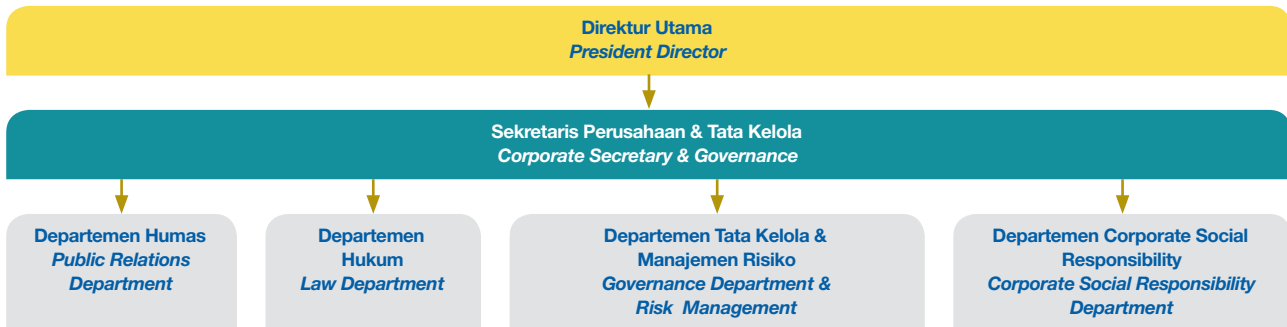 Direktur Utama
President Director
Sekretaris Perusahaan & Tata Kelola
Corporate Secretary & Governance
Departemen Humas
Public Relations
Department
Departemen
Hukum
Law Department
Departemen Tata Kelola &
Manajemen Risiko
Governance Department &
Risk Management
Departemen Corporate Social
Responsibility
Corporate Social Responsibility
Department